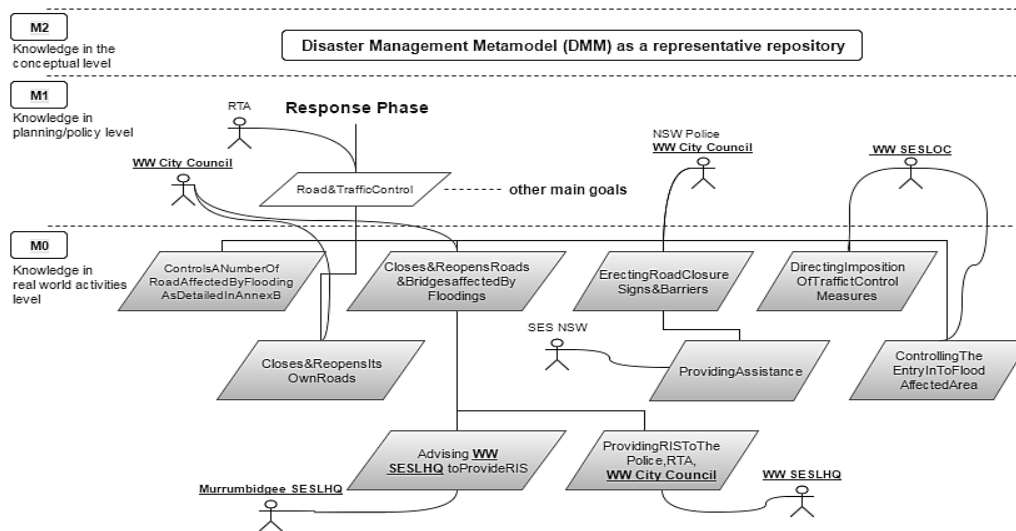 M2
Knowledge in the
conceptual level
Disaster Management Metamodel (DMM) as a representative repository
M1
Knowledge in
planning/policy level
RTA
Response Phase
WW City Council
NSW Police
WW City Council
WW SESLOC
Road&TrafficControl
other main goals
M0
Knowledge in
real world activities
level
ControlsANumberOf
RoadAffectedByFlooding
AsDetailedInAnnexB
Closes&ReopensRoads
&BridgesaffectedBy
Floodings
ErectingRoadClosure
Signs&Barriers
DirectingImposition
OfTraffictControl
Measures
SES NSW
Closes&ReopensIts
OwnRoads
ProvidingAssistance
ControllingThe
EntryInToFlood
AffectedArea
Advising WW
SESLHQ toProvideRIS
ProvidingRISToThe
Police,RTA,
WW City Council
Murrumbidgee SESLHQ
WW SESLHQ